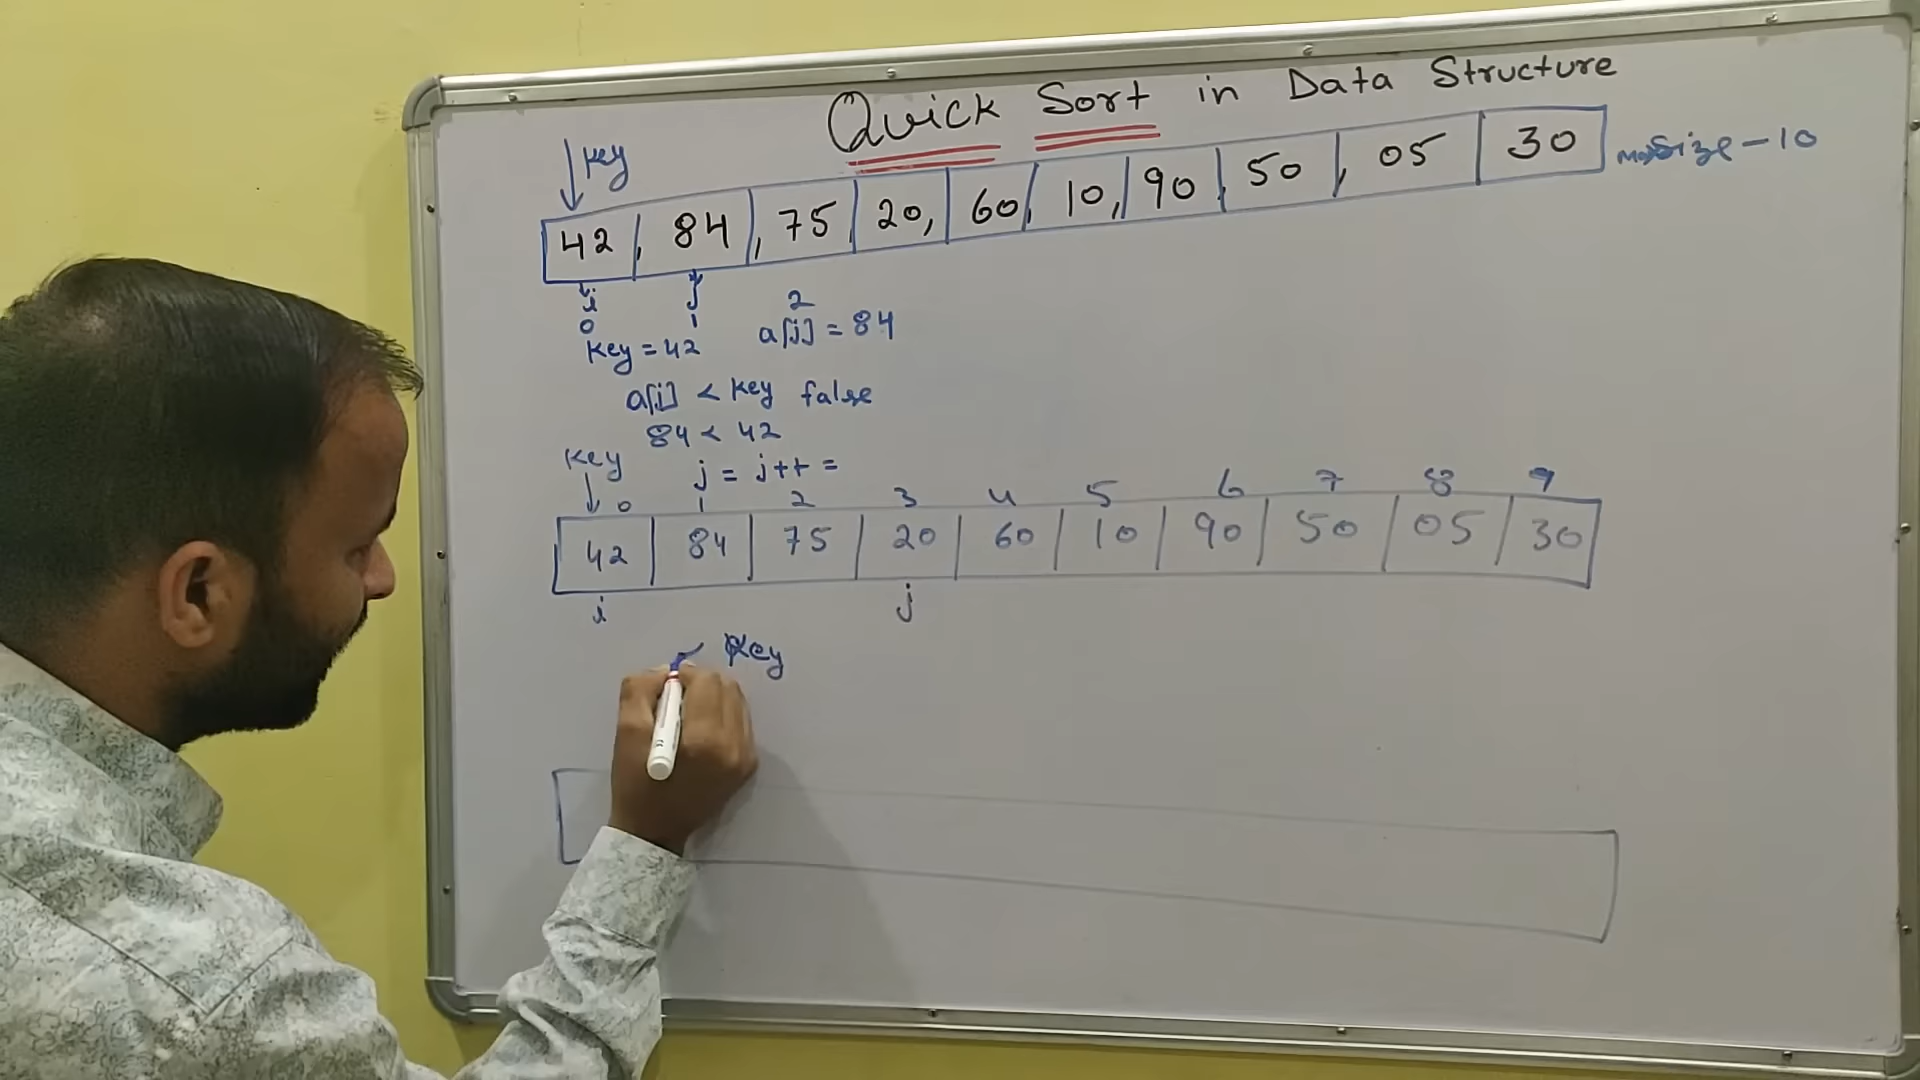 Quick Sort in Data Structure
key
42, 84, 75, 20, 60, 10, 90, 50, 05 30
Size - 10
i j 2
0 1 a[j] = 84
Key = 42
a[j] < key false
84 < 42
Key j = j++ =
0 1 2 3 4 5 6 7 8 9
42 84 75 20 60 10 90 50 05 30
i j
Key